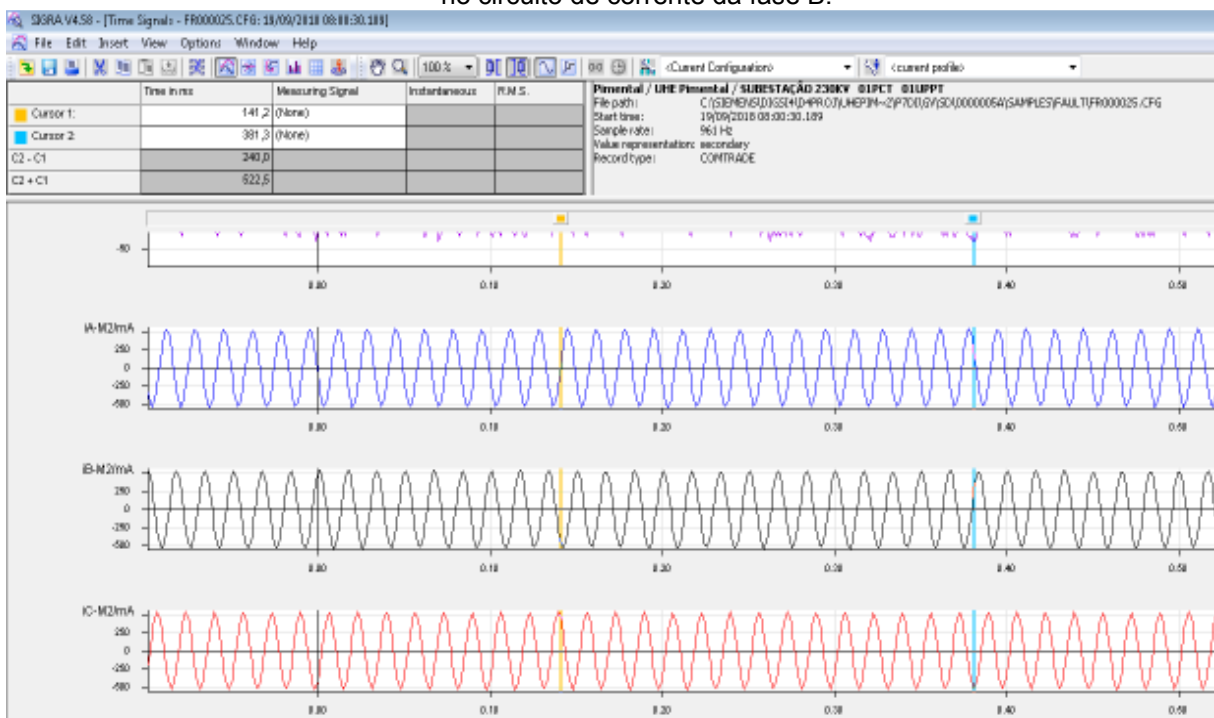 no circuito de corrente da fase B.
SIGRA V4.58 - [Time Signals - FR000025.CFG: 19/09/2018 08:00:30.189]
File Edit Insert View Options Window Help
100 % <Current Configuration> <current profile>
Time in ms Measuring Signal Instantaneous R.M.S.
Cursor 1: 141,2 (None)
Cursor 2: 381,3 (None)
C2 - C1 240,0
C2 + C1 522,5
Pimental / UHE Pimental / SUBESTAÇÃO 230KV 01PCT 01UPPT
File path:
Start time: 19/09/2018 08:00:30.189
Sample rate: 961 Hz
Value representation: secondary
Record type: COMTRADE
-50
0.00 0.10 0.20 0.30 0.40 0.50
iA-M2/mA
250
0
-250
-500
0.00 0.10 0.20 0.30 0.40 0.50
iB-M2/mA
250
0
-250
-500
0.00 0.10 0.20 0.30 0.40 0.50
iC-M2/mA
250
0
-250
-500
0.00 0.10 0.20 0.30 0.40 0.50